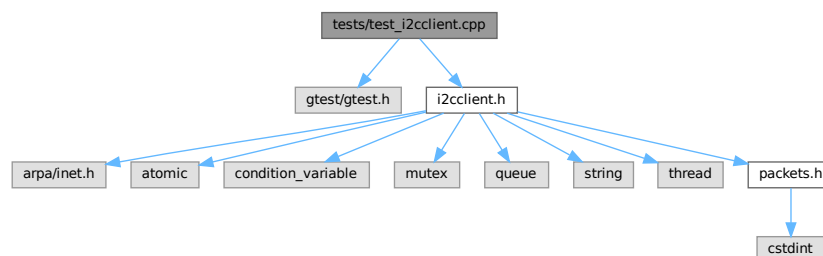 tests/test_i2cclient.cpp
gtest/gtest.h
i2cclient.h
arpa/inet.h
atomic
condition_variable
mutex
queue
string
thread
packets.h
cstdint